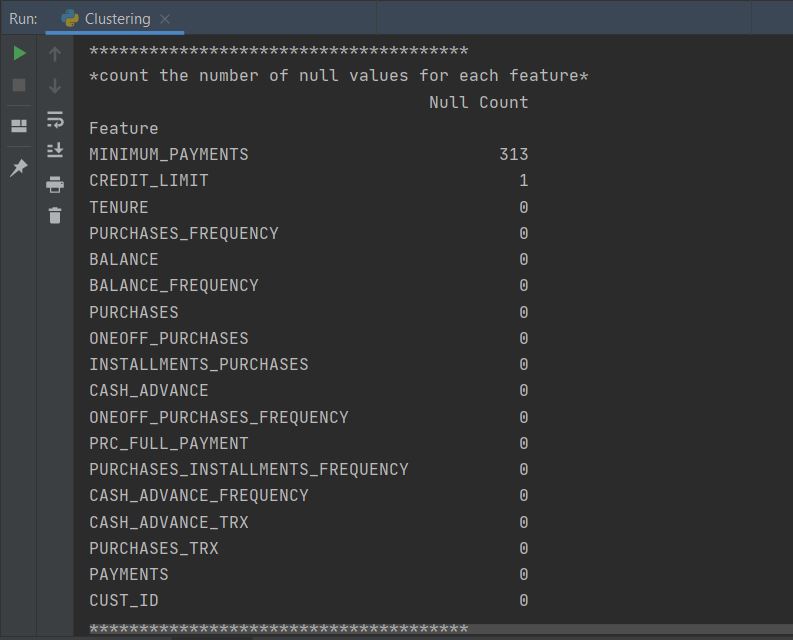 Run: Clustering
**************************************
*count the number of null values for each feature*
Null Count
Feature
MINIMUM_PAYMENTS 313
CREDIT_LIMIT 1
TENURE 0
PURCHASES_FREQUENCY 0
BALANCE 0
BALANCE_FREQUENCY 0
PURCHASES 0
ONEOFF_PURCHASES 0
INSTALLMENTS_PURCHASES 0
CASH_ADVANCE 0
ONEOFF_PURCHASES_FREQUENCY 0
PRC_FULL_PAYMENT 0
PURCHASES_INSTALLMENTS_FREQUENCY 0
CASH_ADVANCE_FREQUENCY 0
CASH_ADVANCE_TRX 0
PURCHASES_TRX 0
PAYMENTS 0
CUST_ID 0
**************************************